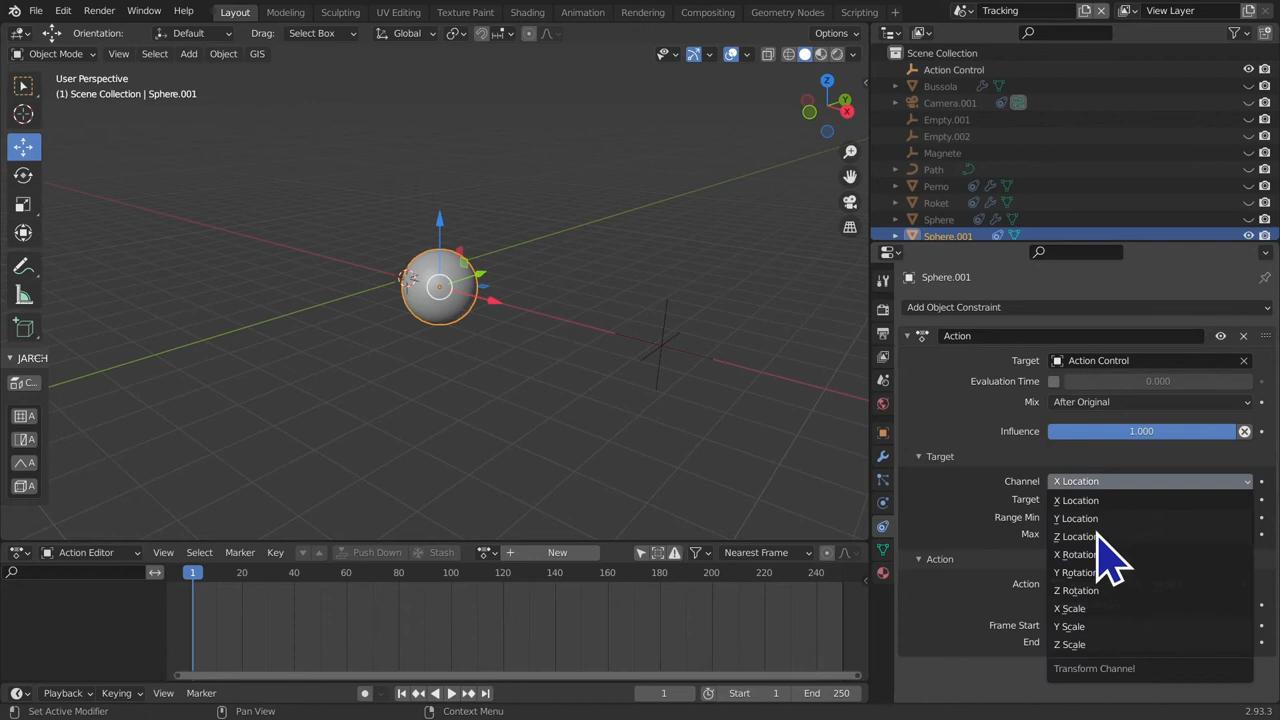 File Edit Render Window Help Layout Modeling Sculpting UV Editing Texture Paint Shading Animation Rendering Compositing Geometry Nodes Scripting + Tracking View Layer
Orientation: Default Drag: Select Box Global Options
Object Mode View Select Add Object GIS
User Perspective
(1) Scene Collection | Sphere.001
Z
Y
X
JARCH
C...
A
A
A
A
Scene Collection
Action Control
Bussola
Camera.001
Empty.001
Empty.002
Magnete
Path
Perno
Roket
Sphere
Sphere.001
Sphere.001
Add Object Constraint
Action
Target Action Control
Evaluation Time 0.000
Mix After Original
Influence 1.000
Target
Channel X Location
Target
Range Min
Max
Action
Action
Frame Start
End
X Location
Y Location
Z Location
X Rotation
Y Rotation
Z Rotation
X Scale
Y Scale
Z Scale
Transform Channel
Action Editor View Select Marker Key Push Down Stash + New Nearest Frame
1 20 40 60 80 100 120 140 160 180 200 220 240
Playback Keying View Marker 1 Start 1 End 250
Set Active Modifier Pan View Context Menu 2.93.3